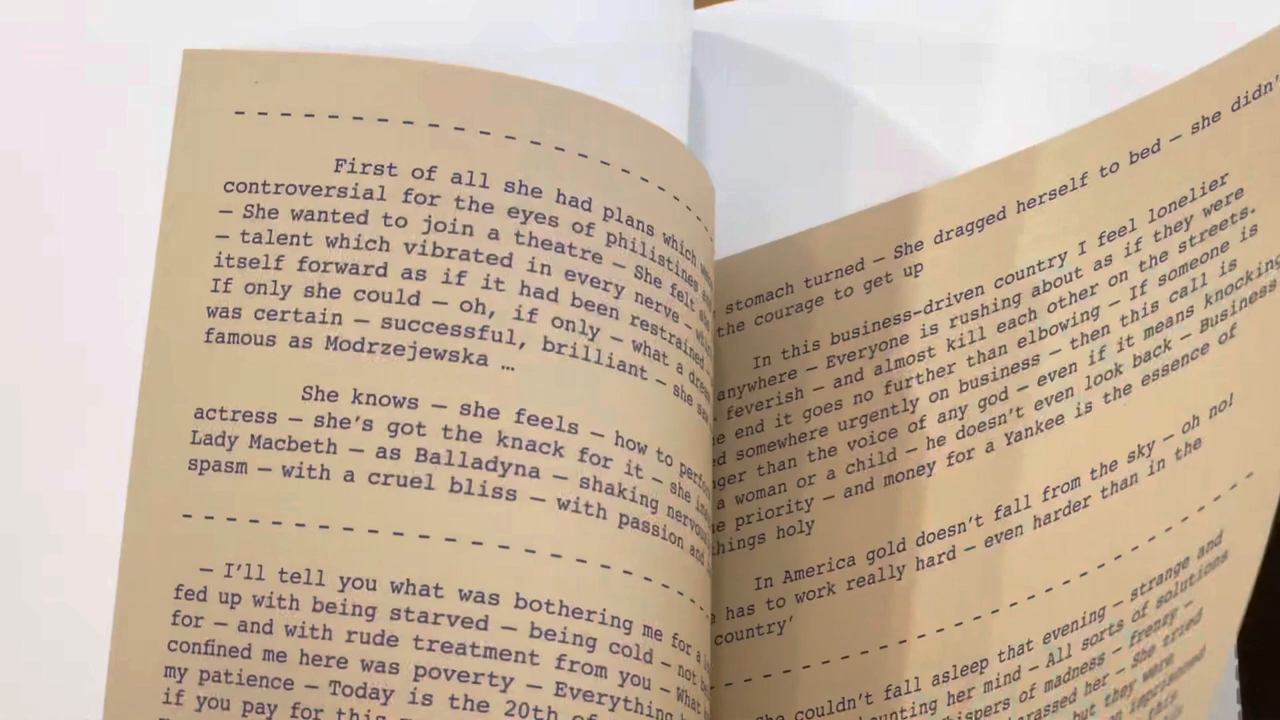 First of all she had plans which
controversial for the eyes of philistines
— She wanted to join a theatre — She felt
— talent which vibrated in every nerve —
itself forward as if it had been restrained
If only she could — oh, if only — what a
was certain — successful, brilliant — she
famous as Modrzejewska …
She knows — she feels — how to
actress — she's got the knack for it — she
Lady Macbeth — as Balladyna — shaking
spasm — with a cruel bliss — with passion and
— I'll tell you what was bothering me for
fed up with being starved — being cold — not
for — and with rude treatment from you — What
confined me here was poverty — Everything
my patience — Today is the 20th of
if you pay for this
stomach turned — She dragged herself to bed — she didn't
the courage to get up
In this business-driven country I feel lonelier
anywhere — Everyone is rushing about as if they were
feverish — and almost kill each other on the streets.
end it goes no further than elbowing — If someone is
somewhere urgently on business — then this call is
than the voice of any god — even if it means knocking
a woman or a child — he doesn't even look back — Business
priority — and money for a Yankee is the essence of
things holy
In America gold doesn't fall from the sky — oh no!
has to work really hard — even harder than in the
country'
She couldn't fall asleep that evening — strange and
her mind — All sorts of solutions
of madness — frenzy —
her — She tried
but they were
this